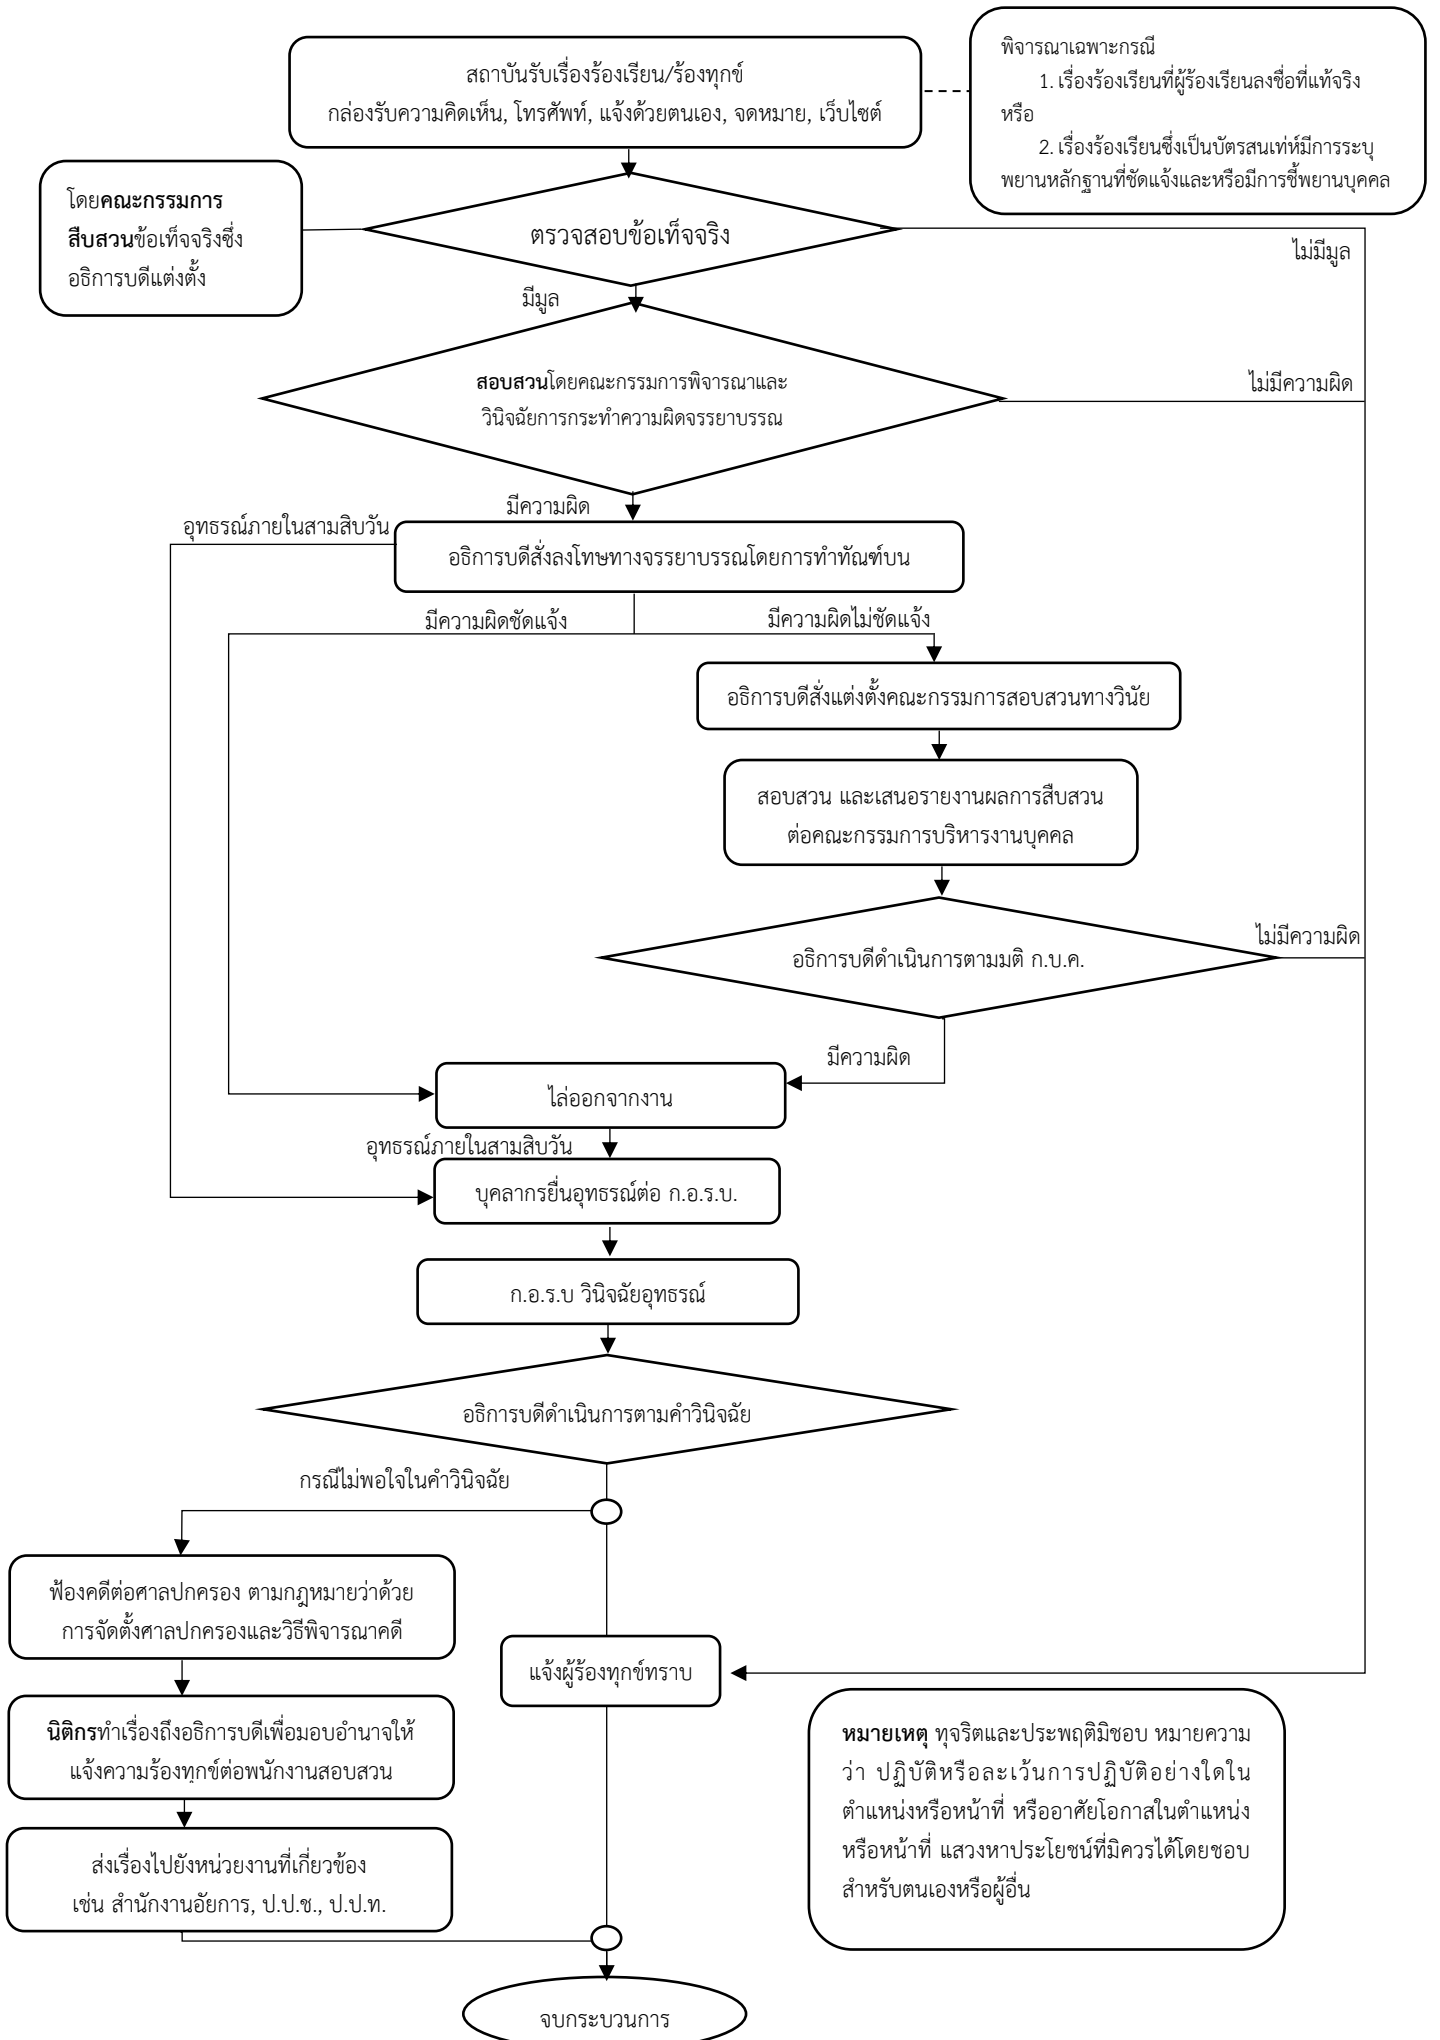 สถาบันรับเรื่องร้องเรียน/ร้องทุกข์
กล่องรับความคิดเห็น, โทรศัพท์, แจ้งด้วยตนเอง, จดหมาย, เว็บไซต์
พิจารณาเฉพาะกรณี
1. เรื่องร้องเรียนที่ผู้ร้องเรียนลงชื่อที่แท้จริง
หรือ
2. เรื่องร้องเรียนซึ่งเป็นบัตรสนเท่ห์มีการระบุ
พยานหลักฐานที่ชัดแจ้งและหรือมีการชี้พยานบุคคล
โดยคณะกรรมการ
สืบสวนข้อเท็จจริงซึ่ง
อธิการบดีแต่งตั้ง
ตรวจสอบข้อเท็จจริง
ไม่มีมูล
มีมูล
สอบสวนโดยคณะกรรมการพิจารณาและ
วินิจฉัยการกระทำความผิดจรรยาบรรณ
ไม่มีความผิด
มีความผิด
อุทธรณ์ภายในสามสิบวัน
อธิการบดีสั่งลงโทษทางจรรยาบรรณโดยการทำทัณฑ์บน
มีความผิดชัดแจ้ง
มีความผิดไม่ชัดแจ้ง
อธิการบดีสั่งแต่งตั้งคณะกรรมการสอบสวนทางวินัย
สอบสวน และเสนอรายงานผลการสืบสวน
ต่อคณะกรรมการบริหารงานบุคคล
ไม่มีความผิด
อธิการบดีดำเนินการตามมติ ก.บ.ค.
มีความผิด
ไล่ออกจากงาน
อุทธรณ์ภายในสามสิบวัน
บุคลากรยื่นอุทธรณ์ต่อ ก.อ.ร.บ.
ก.อ.ร.บ วินิจฉัยอุทธรณ์
อธิการบดีดำเนินการตามคำวินิจฉัย
กรณีไม่พอใจในคำวินิจฉัย
ฟ้องคดีต่อศาลปกครอง ตามกฎหมายว่าด้วย
การจัดตั้งศาลปกครองและวิธีพิจารณาคดี
แจ้งผู้ร้องทุกข์ทราบ
นิติกรทำเรื่องถึงอธิการบดีเพื่อมอบอำนาจให้
แจ้งความร้องทุกข์ต่อพนักงานสอบสวน
หมายเหตุ ทุจริตและประพฤติมิชอบ หมายความ
ว่า ปฏิบัติหรือละเว้นการปฏิบัติอย่างใดใน
ตำแหน่งหรือหน้าที่ หรืออาศัยโอกาสในตำแหน่ง
หรือหน้าที่ แสวงหาประโยชน์ที่มิควรได้โดยชอบ
สำหรับตนเองหรือผู้อื่น
ส่งเรื่องไปยังหน่วยงานที่เกี่ยวข้อง
เช่น สำนักงานอัยการ, ป.ป.ช., ป.ป.ท.
จบกระบวนการ